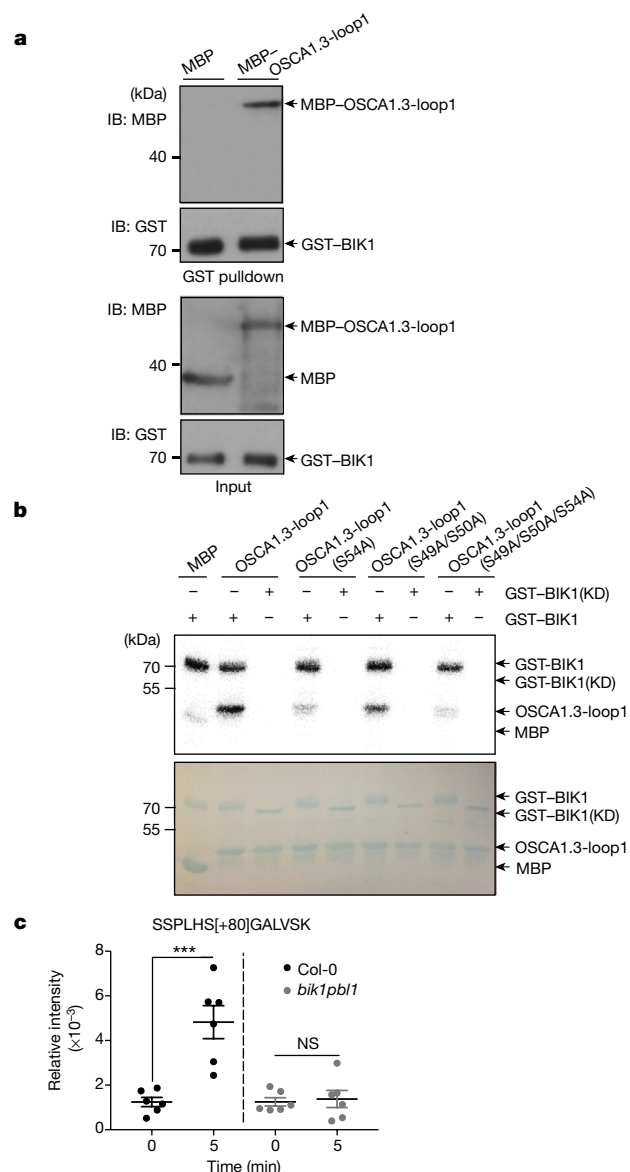 a
MBP
MBP–
OSCA1.3-loop1
(kDa)
IB: MBP
MBP–OSCA1.3-loop1
40
IB: GST
70
GST–BIK1
GST pulldown
IB: MBP
MBP–OSCA1.3-loop1
40
MBP
IB: GST
70
GST–BIK1
Input
b
MBP
OSCA1.3-loop1
OSCA1.3-loop1
(S54A)
OSCA1.3-loop1
(S49A/S50A)
OSCA1.3-loop1
(S49A/S50A/S54A)
– – + – + – + – + GST–BIK1(KD)
+ + – + – + – + – GST–BIK1
(kDa)
70
55
GST–BIK1
GST-BIK1(KD)
OSCA1.3-loop1
MBP
70
55
GST–BIK1
GST–BIK1(KD)
OSCA1.3-loop1
MBP
c
SSPLHS[+80]GALVSK
Relative intensity
(×10⁻³)
8
6
4
2
0
***
Col-0
bik1pbl1
NS
0 5 0 5
Time (min)